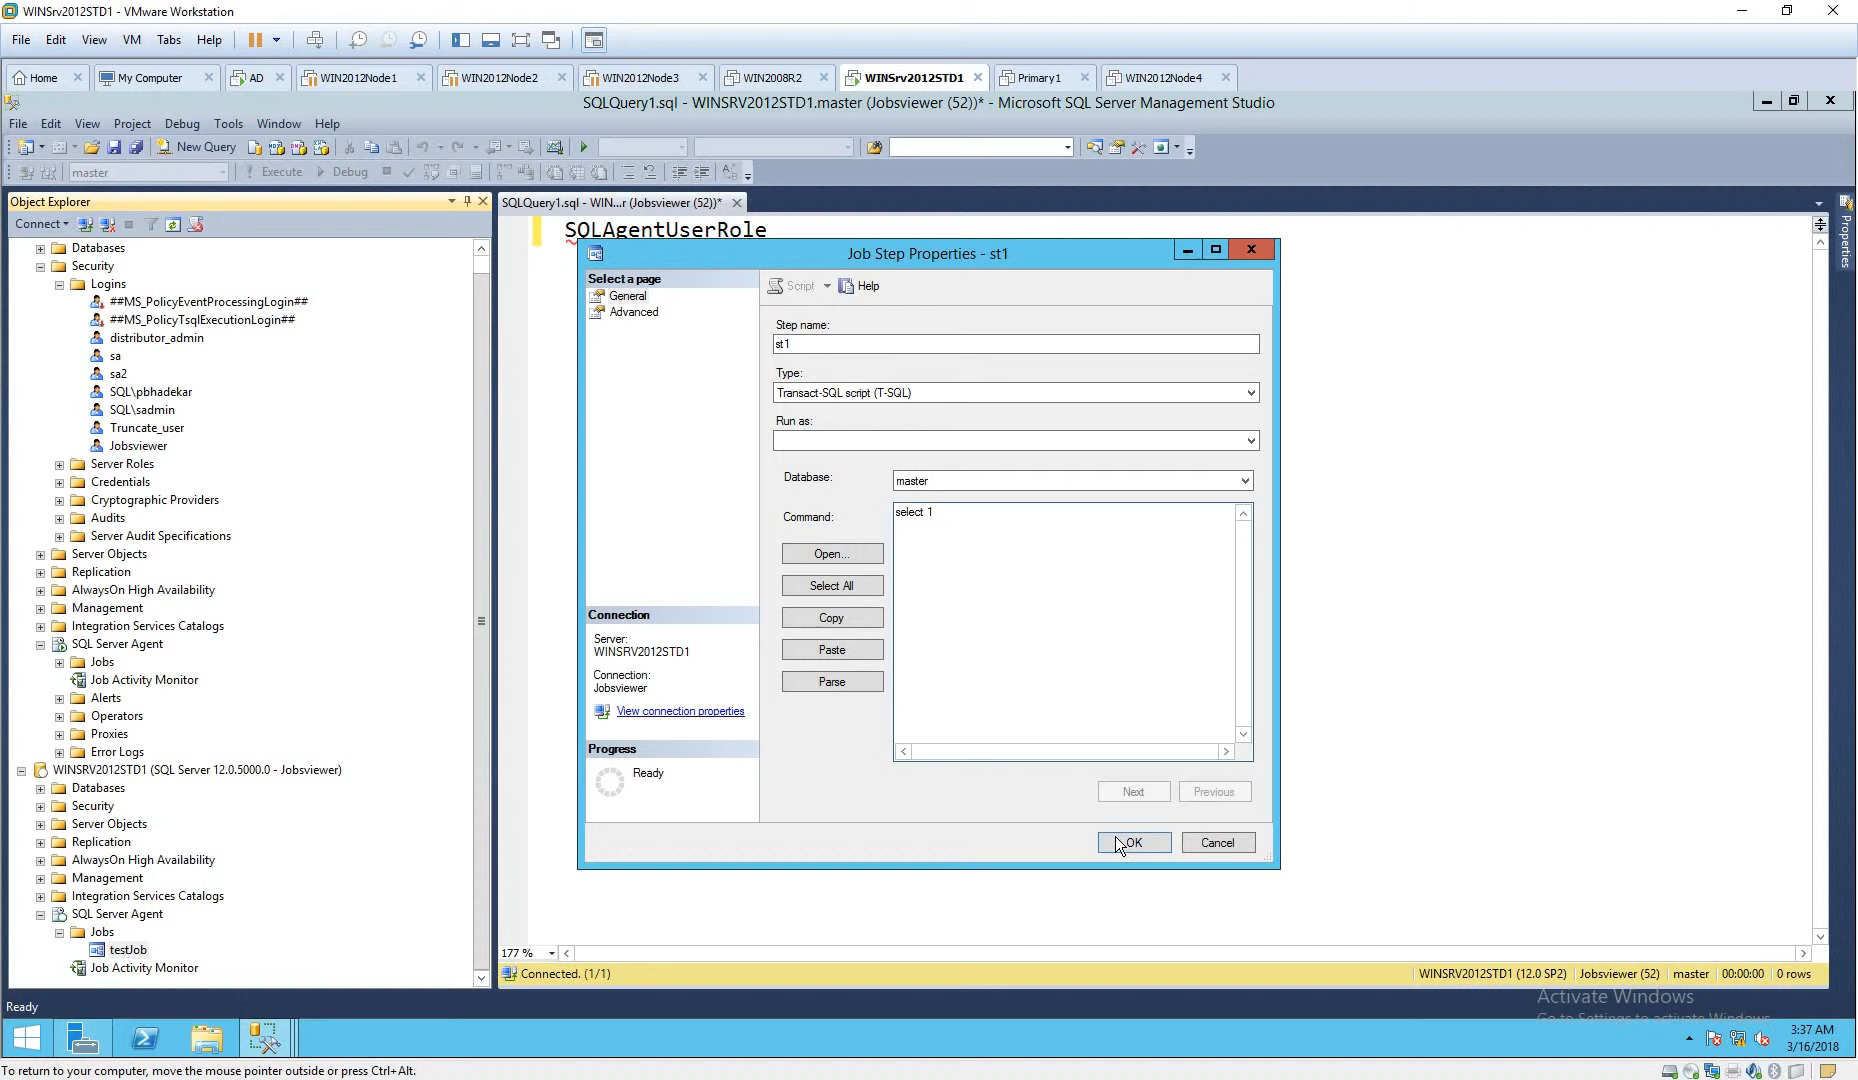 WINSrv2012STD1 - VMware Workstation
File Edit View VM Tabs Help
Home My Computer AD WIN2012Node1 WIN2012Node2 WIN2012Node3 WIN2008R2 WINSrv2012STD1 Primary1 WIN2012Node4
SQLQuery1.sql - WINSRV2012STD1.master (Jobsviewer (52))* - Microsoft SQL Server Management Studio
File Edit View Project Debug Tools Window Help
New Query
master Execute Debug
Object Explorer
SQLQuery1.sql - WIN...r (Jobsviewer (52))*
Connect
SQLAgentUserRole
Properties
Databases
Security
Logins
##MS_PolicyEventProcessingLogin##
##MS_PolicyTsqlExecutionLogin##
distributor_admin
sa
sa2
SQL\pbhadekar
SQL\sadmin
Truncate_user
Jobsviewer
Server Roles
Credentials
Cryptographic Providers
Audits
Server Audit Specifications
Server Objects
Replication
AlwaysOn High Availability
Management
Integration Services Catalogs
SQL Server Agent
Jobs
Job Activity Monitor
Alerts
Operators
Proxies
Error Logs
WINSRV2012STD1 (SQL Server 12.0.5000.0 - Jobsviewer)
Databases
Security
Server Objects
Replication
AlwaysOn High Availability
Management
Integration Services Catalogs
SQL Server Agent
Jobs
testJob
Job Activity Monitor
Job Step Properties - st1
Select a page
General
Advanced
Script Help
Step name:
st1
Type:
Transact-SQL script (T-SQL)
Run as:
Database:
master
Command:
select 1
Open...
Select All
Copy
Paste
Parse
Connection
Server:
WINSRV2012STD1
Connection:
Jobsviewer
View connection properties
Progress
Ready
Next Previous
OK Cancel
177 %
Connected. (1/1) WINSRV2012STD1 (12.0 SP2) Jobsviewer (52) master 00:00:00 0 rows
Activate Windows
Go to Settings to activate Windows.
Ready
3:37 AM
3/16/2018
To return to your computer, move the mouse pointer outside or press Ctrl+Alt.